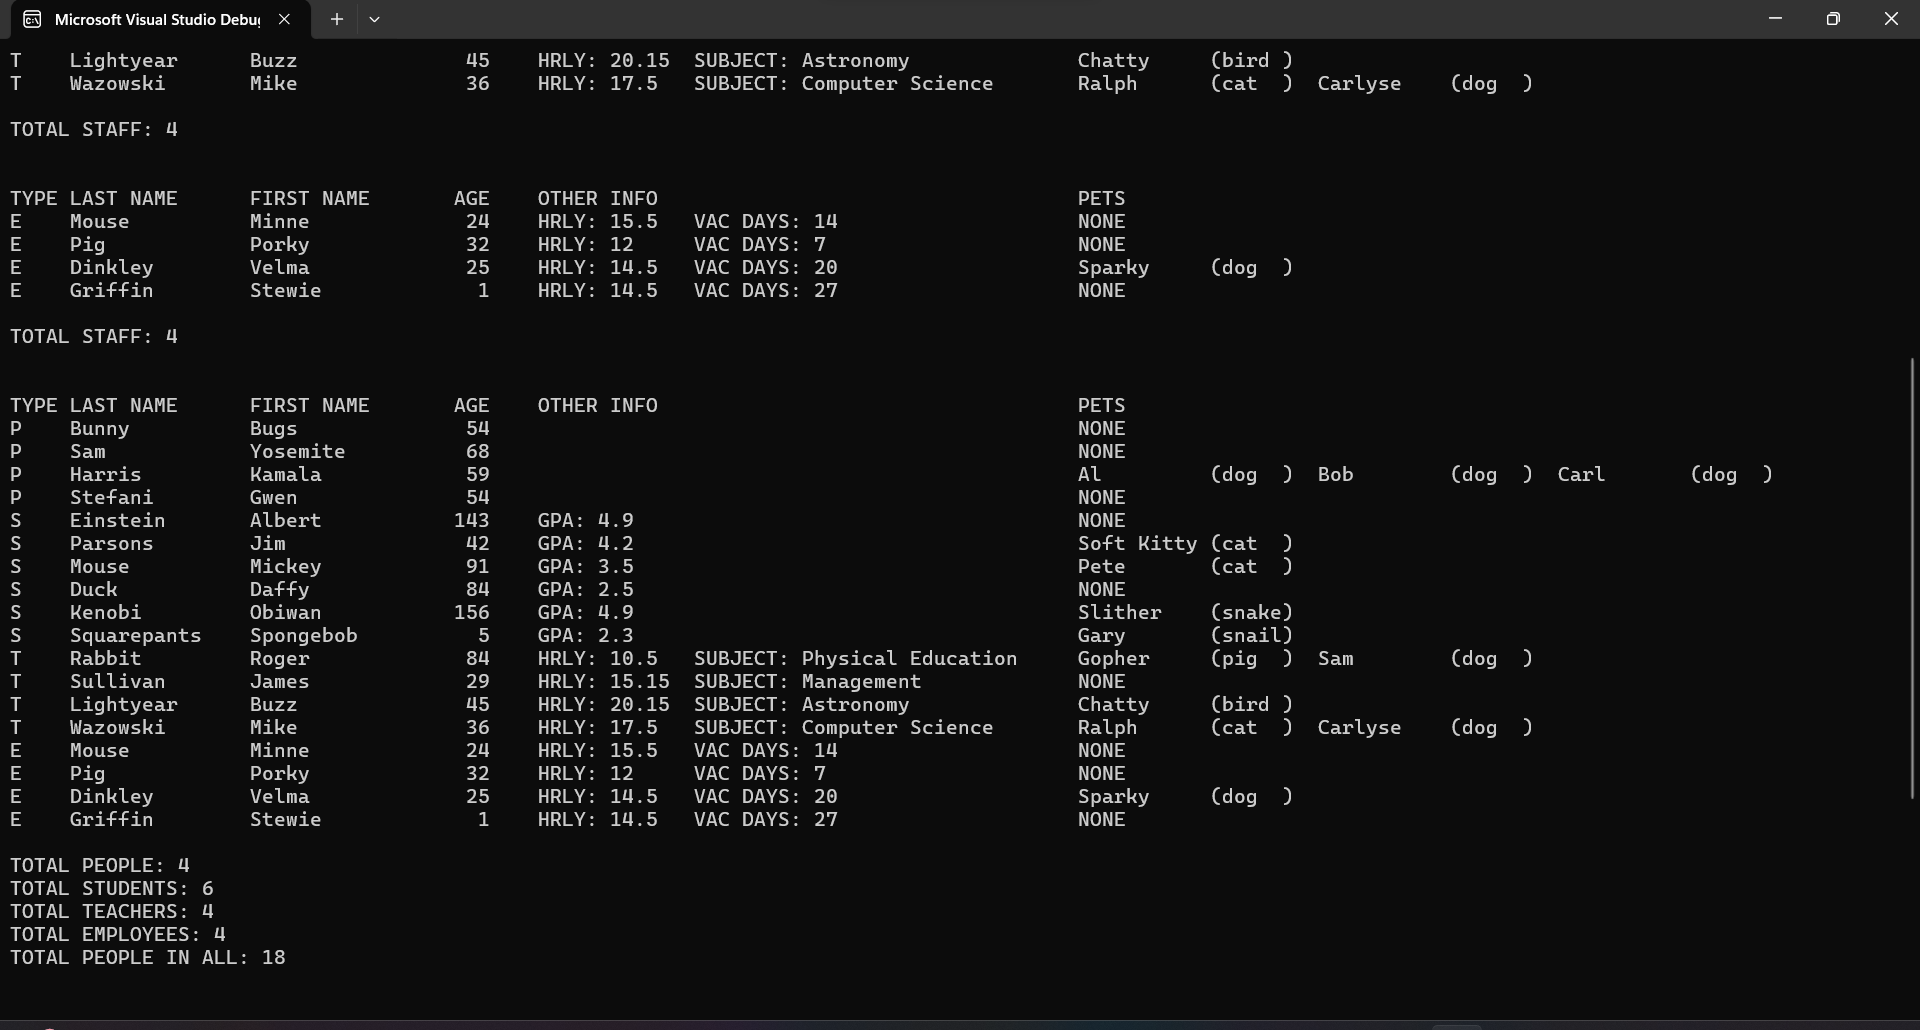 Microsoft Visual Studio Debug
T    Lightyear      Buzz              45    HRLY: 20.15  SUBJECT: Astronomy              Chatty     (bird )
T    Wazowski       Mike              36    HRLY: 17.5   SUBJECT: Computer Science       Ralph      (cat  )  Carlyse    (dog  )
TOTAL STAFF: 4
TYPE LAST NAME      FIRST NAME       AGE    OTHER INFO                                   PETS
E    Mouse          Minne             24    HRLY: 15.5   VAC DAYS: 14                    NONE
E    Pig            Porky             32    HRLY: 12     VAC DAYS: 7                     NONE
E    Dinkley        Velma             25    HRLY: 14.5   VAC DAYS: 20                    Sparky     (dog  )
E    Griffin        Stewie             1    HRLY: 14.5   VAC DAYS: 27                    NONE
TOTAL STAFF: 4
TYPE LAST NAME      FIRST NAME       AGE    OTHER INFO                                   PETS
P    Bunny          Bugs              54                                                 NONE
P    Sam            Yosemite          68                                                 NONE
P    Harris         Kamala            59                                                 Al         (dog  )  Bob        (dog  )  Carl       (dog  )
P    Stefani        Gwen              54                                                 NONE
S    Einstein       Albert           143    GPA: 4.9                                     NONE
S    Parsons        Jim               42    GPA: 4.2                                     Soft Kitty (cat  )
S    Mouse          Mickey            91    GPA: 3.5                                     Pete       (cat  )
S    Duck           Daffy             84    GPA: 2.5                                     NONE
S    Kenobi         Obiwan           156    GPA: 4.9                                     Slither    (snake)
S    Squarepants    Spongebob          5    GPA: 2.3                                     Gary       (snail)
T    Rabbit         Roger             84    HRLY: 10.5   SUBJECT: Physical Education     Gopher     (pig  )  Sam        (dog  )
T    Sullivan       James             29    HRLY: 15.15  SUBJECT: Management             NONE
T    Lightyear      Buzz              45    HRLY: 20.15  SUBJECT: Astronomy              Chatty     (bird )
T    Wazowski       Mike              36    HRLY: 17.5   SUBJECT: Computer Science       Ralph      (cat  )  Carlyse    (dog  )
E    Mouse          Minne             24    HRLY: 15.5   VAC DAYS: 14                    NONE
E    Pig            Porky             32    HRLY: 12     VAC DAYS: 7                     NONE
E    Dinkley        Velma             25    HRLY: 14.5   VAC DAYS: 20                    Sparky     (dog  )
E    Griffin        Stewie             1    HRLY: 14.5   VAC DAYS: 27                    NONE
TOTAL PEOPLE: 4
TOTAL STUDENTS: 6
TOTAL TEACHERS: 4
TOTAL EMPLOYEES: 4
TOTAL PEOPLE IN ALL: 18